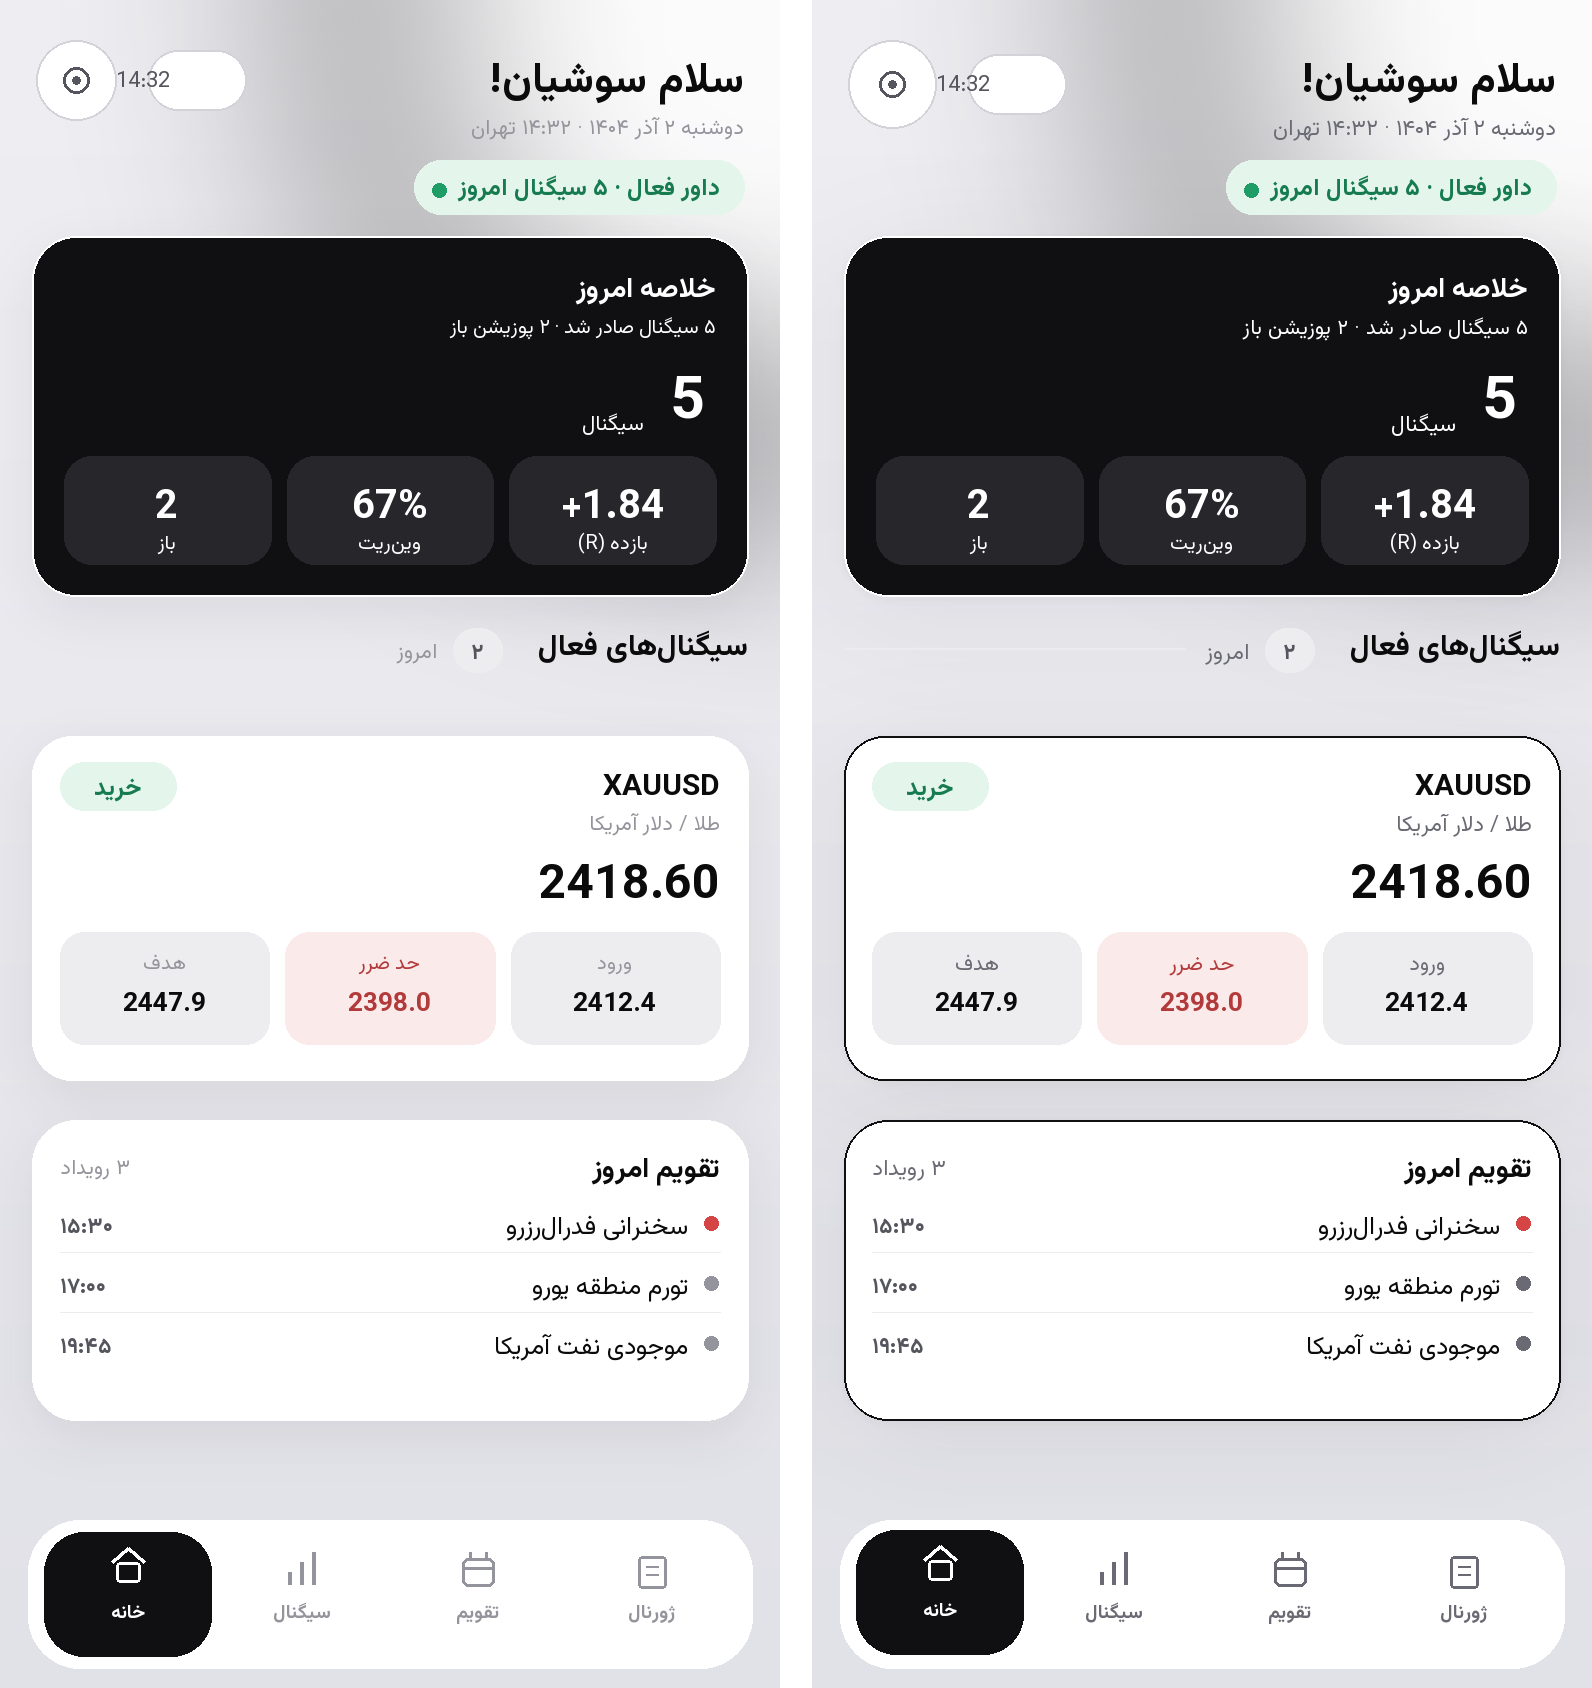 سلام سوشیان!
14:32
دوشنبه ۲ آذر ۱۴۰۴ · ۱۴:۳۲ تهران
داور فعال · ۵ سیگنال امروز
خلاصه امروز
۵ سیگنال صادر شد · ۲ پوزیشن باز
5 سیگنال
+1.84
بازده (R)
67%
وین‌ریت
2
باز
سیگنال‌های فعال ۲ امروز
XAUUSD خرید
طلا / دلار آمریکا
2418.60
ورود
2412.4
حد ضرر
2398.0
هدف
2447.9
تقویم امروز ۳ رویداد
سخنرانی فدرال‌رزرو ۱۵:۳۰
تورم منطقه یورو ۱۷:۰۰
موجودی نفت آمریکا ۱۹:۴۵
ژورنال تقویم سیگنال خانه
سلام سوشیان!
14:32
دوشنبه ۲ آذر ۱۴۰۴ · ۱۴:۳۲ تهران
داور فعال · ۵ سیگنال امروز
خلاصه امروز
۵ سیگنال صادر شد · ۲ پوزیشن باز
5 سیگنال
+1.84
بازده (R)
67%
وین‌ریت
2
باز
سیگنال‌های فعال ۲ امروز
XAUUSD خرید
طلا / دلار آمریکا
2418.60
ورود
2412.4
حد ضرر
2398.0
هدف
2447.9
تقویم امروز ۳ رویداد
سخنرانی فدرال‌رزرو ۱۵:۳۰
تورم منطقه یورو ۱۷:۰۰
موجودی نفت آمریکا ۱۹:۴۵
ژورنال تقویم سیگنال خانه